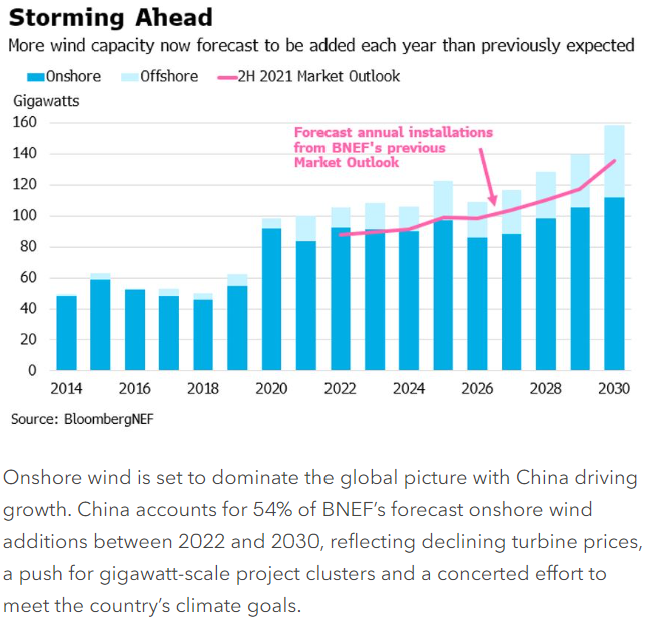 Storming Ahead
More wind capacity now forecast to be added each year than previously expected
Onshore Offshore 2H 2021 Market Outlook
Gigawatts
160
140
120
100
80
60
40
20
0
Forecast annual installations
from BNEF's previous
Market Outlook
2014 2016 2018 2020 2022 2024 2026 2028 2030
Source: BloombergNEF
Onshore wind is set to dominate the global picture with China driving
growth. China accounts for 54% of BNEF’s forecast onshore wind
additions between 2022 and 2030, reflecting declining turbine prices,
a push for gigawatt-scale project clusters and a concerted effort to
meet the country’s climate goals.